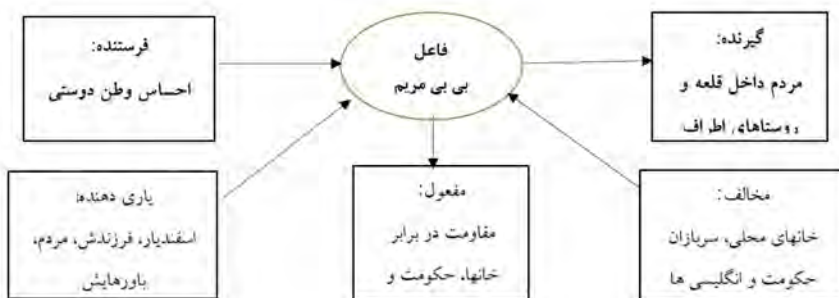 فرستنده:
احساس وطن دوستی
فاعل
بی بی مریم
گیرنده:
مردم داخل قلعه و
روستاهای اطراف
یاری دهنده:
اسفندیار، فرزندش، مردم،
باورهایش
مفعول:
مقاومت در برابر
خانها، حکومت و
مخالف:
خانهای محلی، سربازان
حکومت و انگلیسی ها